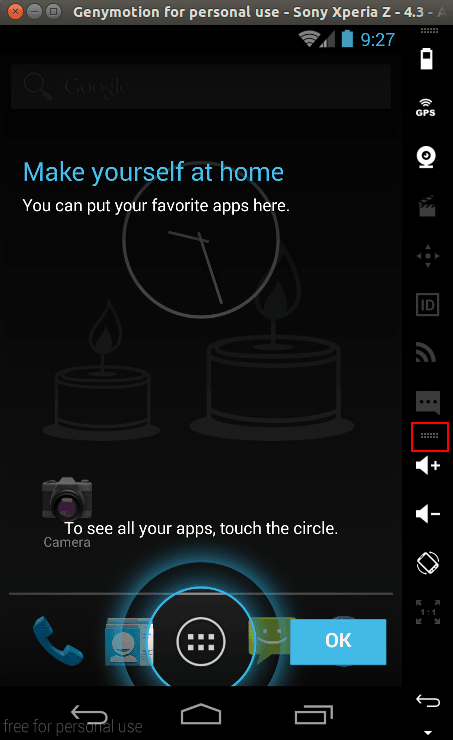 Genymotion for personal use - Sony Xperia Z - 4.3 - A
9:27
Google
GPS
Make yourself at home
You can put your favorite apps here.
ID
To see all your apps, touch the circle.
Camera
1:1
OK
free for personal use